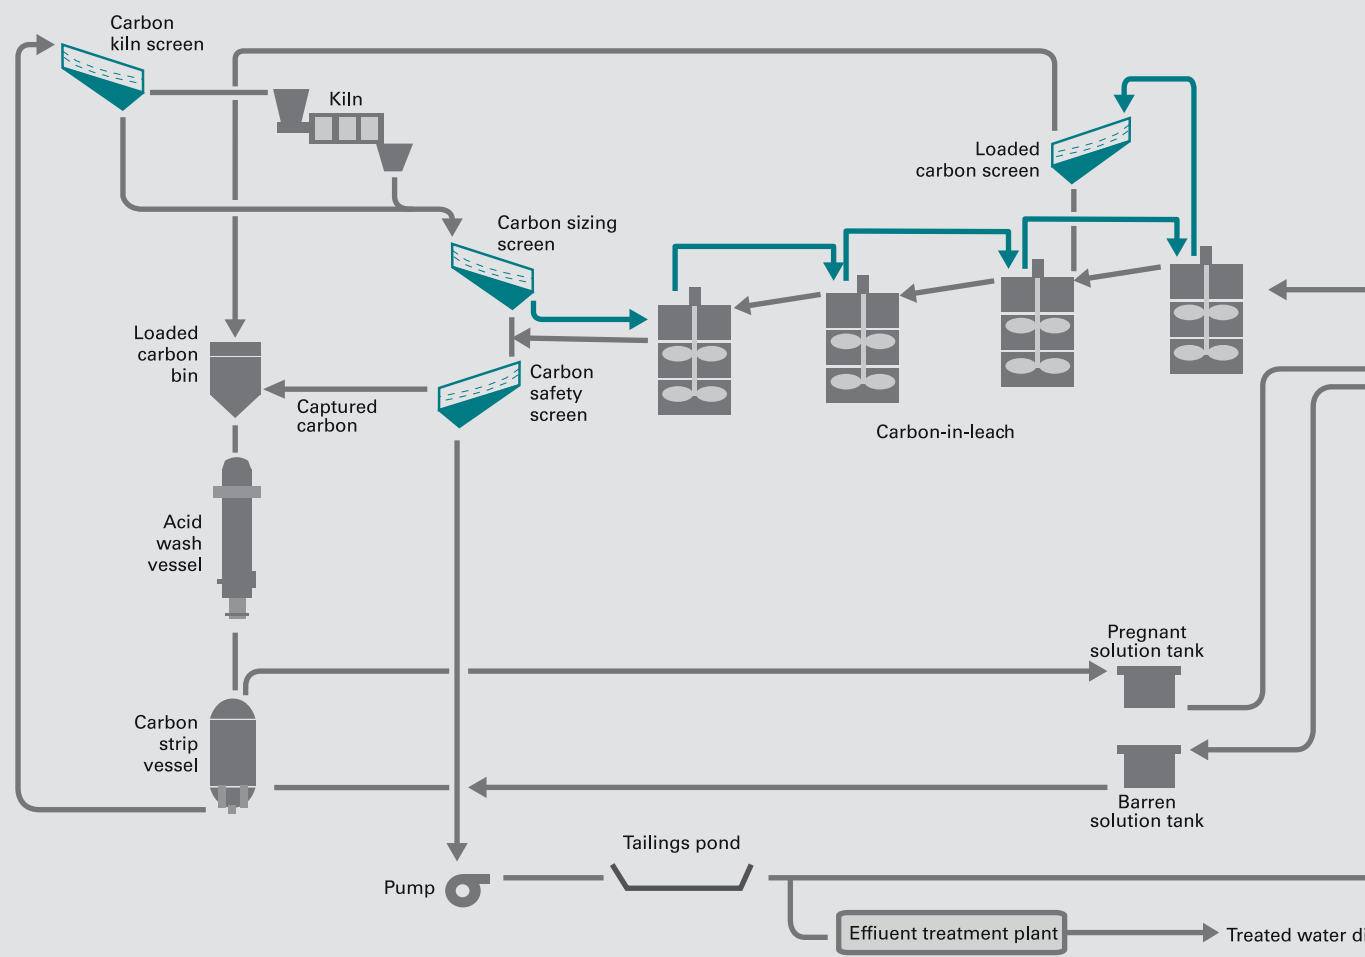 Carbon
kiln screen
Kiln
Loaded
carbon screen
Carbon sizing
screen
Loaded
carbon
bin
Captured
carbon
Carbon
safety
screen
Carbon-in-leach
Acid
wash
vessel
Pregnant
solution tank
Carbon
strip
vessel
Barren
solution tank
Tailings pond
Pump
Effiuent treatment plant
Treated water di